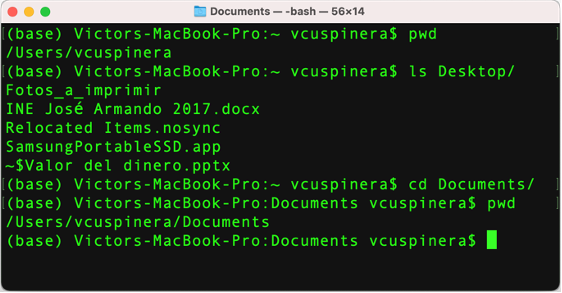 Documents — -bash — 56×14
(base) Victors-MacBook-Pro:~ vcuspinera$ pwd
/Users/vcuspinera
(base) Victors-MacBook-Pro:~ vcuspinera$ ls Desktop/
Fotos_a_imprimir
INE José Armando 2017.docx
Relocated Items.nosync
SamsungPortableSSD.app
~$Valor del dinero.pptx
(base) Victors-MacBook-Pro:~ vcuspinera$ cd Documents/
(base) Victors-MacBook-Pro:Documents vcuspinera$ pwd
/Users/vcuspinera/Documents
(base) Victors-MacBook-Pro:Documents vcuspinera$